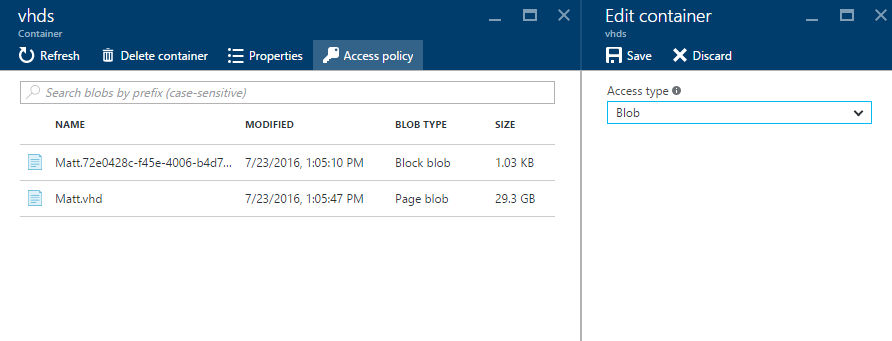 vhds
Container
Refresh Delete container Properties Access policy
Search blobs by prefix (case-sensitive)
NAME MODIFIED BLOB TYPE SIZE
Matt.72e0428c-f45e-4006-b4d7... 7/23/2016, 1:05:10 PM Block blob 1.03 KB
Matt.vhd 7/23/2016, 1:05:47 PM Page blob 29.3 GB
Edit container
vhds
Save Discard
Access type
Blob